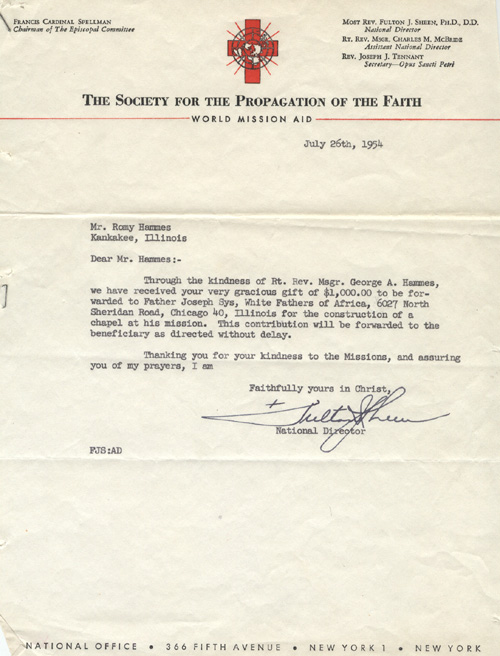 FRANCIS CARDINAL SPELLMAN
Chairman of The Episcopal Committee
MOST REV. FULTON J. SHEEN, PH.D., D.D.
National Director
RT. REV. MSGR. CHARLES M. MCBRIDE
Assistant National Director
REV. JOSEPH J. TENNANT
Secretary—Opus Sancti Petri
THE SOCIETY FOR THE PROPAGATION OF THE FAITH
WORLD MISSION AID
July 26th, 1954
Mr. Romy Hammes
Kankakee, Illinois
Dear Mr. Hammes:-
Through the kindness of Rt. Rev. Msgr. George A. Hammes,
we have received your very gracious gift of $1,000.00 to be for-
warded to Father Joseph Sys, White Fathers of Africa, 6027 North
Sheridan Road, Chicago 40, Illinois for the construction of a
chapel at his mission. This contribution will be forwarded to the
beneficiary as directed without delay.
Thanking you for your kindness to the Missions, and assuring
you of my prayers, I am
Faithfully yours in Christ,
+ Fulton J Sheen
National Director
FJS:AD
NATIONAL OFFICE • 366 FIFTH AVENUE • NEW YORK 1 • NEW YORK